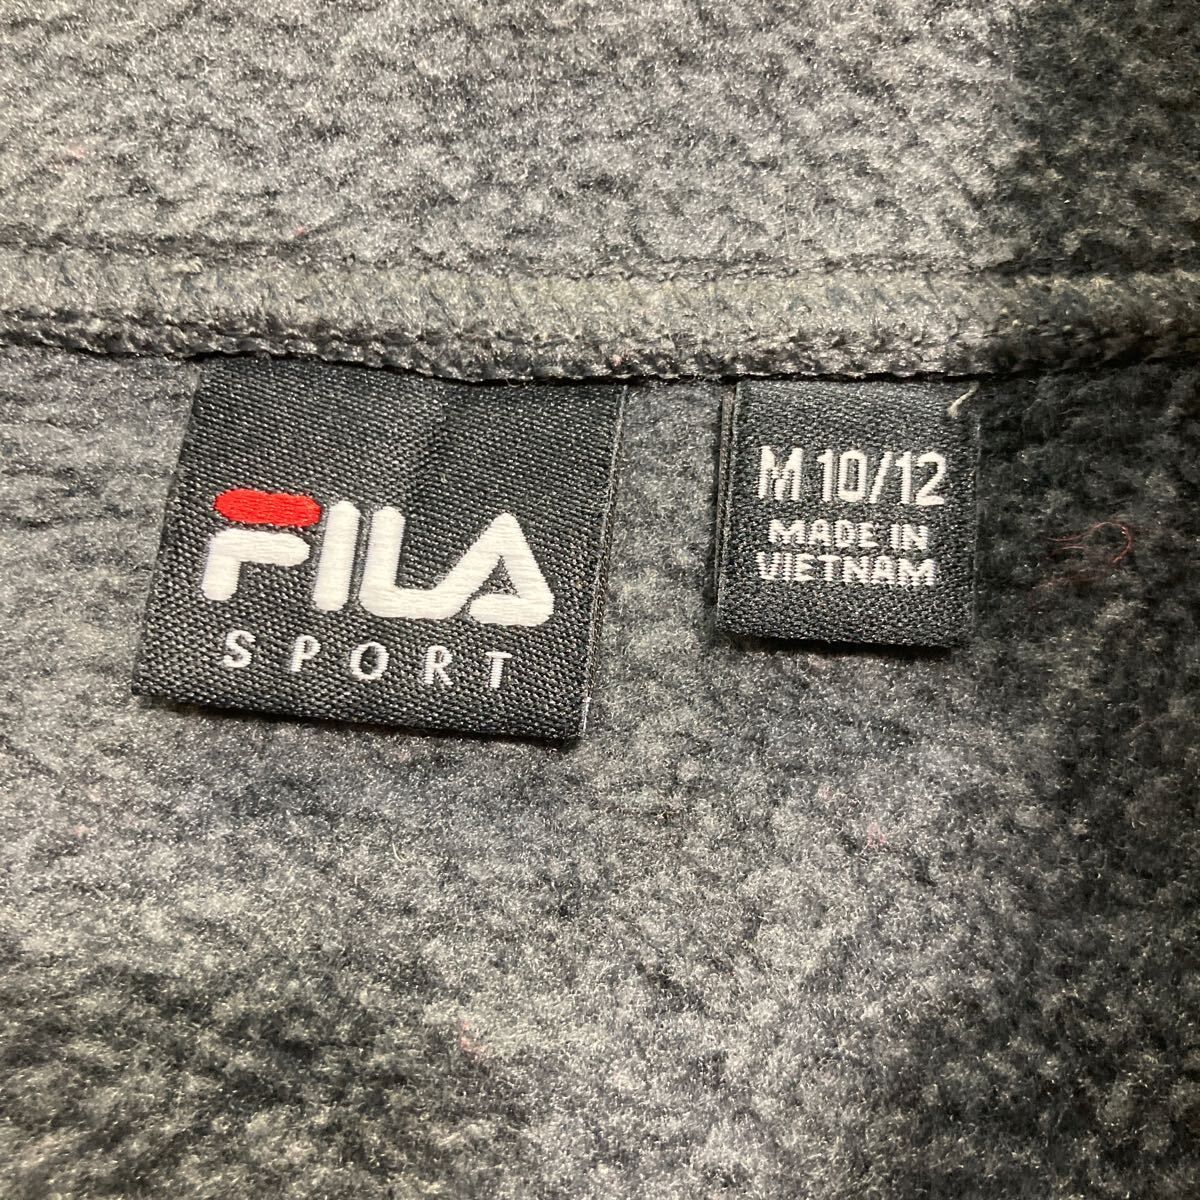 FILA
SPORT
M 10/12
MADE IN
VIETNAM